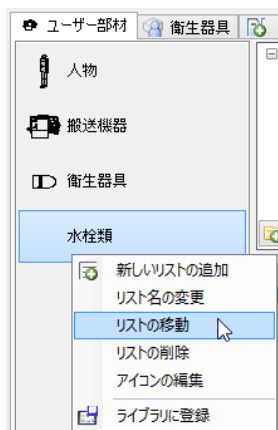 ユーザー部材 衛生器具
人物
搬送機器
衛生器具
水栓類
新しいリストの追加
リスト名の変更
リストの移動
リストの削除
アイコンの編集
ライブラリに登録